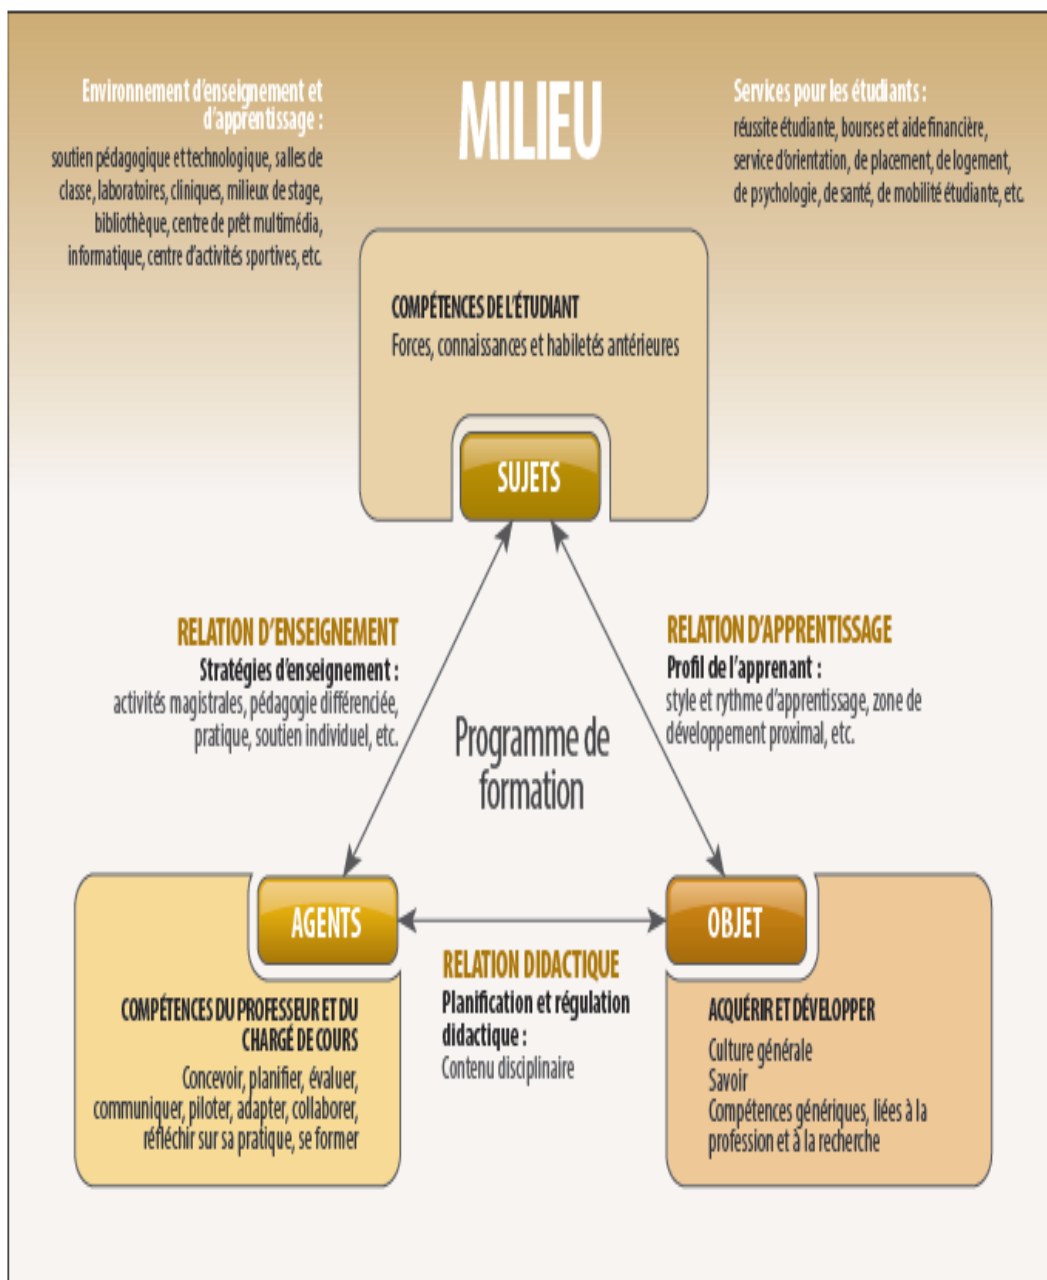 Environnement d'enseignement et
d'apprentissage :
soutien pédagogique et technologique, salles de
classe, laboratoires, cliniques, milieux de stage,
bibliothèque, centre de prêt multimédia,
informatique, centre d'activités sportives, etc.
MILIEU
Services pour les étudiants :
réussite étudiante, bourses et aide financière,
service d'orientation, de placement, de logement,
de psychologie, de santé, de mobilité étudiante, etc.
COMPÉTENCES DE L'ÉTUDIANT
Forces, connaissances et habiletés antérieures
SUJETS
RELATION D'ENSEIGNEMENT
Stratégies d'enseignement :
activités magistrales, pédagogie différenciée,
pratique, soutien individuel, etc.
RELATION D'APPRENTISSAGE
Profil de l'apprenant :
style et rythme d'apprentissage, zone de
développement proximal, etc.
Programme de
formation
AGENTS
COMPÉTENCES DU PROFESSEUR ET DU
CHARGÉ DE COURS
Concevoir, planifier, évaluer,
communiquer, piloter, adapter, collaborer,
réfléchir sur sa pratique, se former
RELATION DIDACTIQUE
Planification et régulation
didactique :
Contenu disciplinaire
OBJET
ACQUÉRIR ET DÉVELOPPER
Culture générale
Savoir
Compétences génériques, liées à la
profession et à la recherche